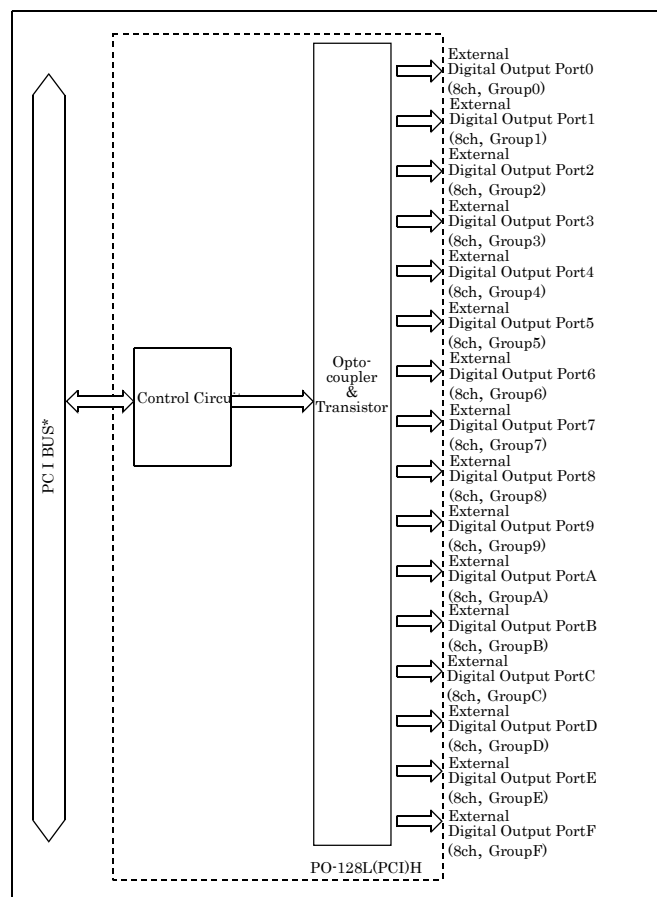 External
Digital Output Port0
(8ch, Group0)
External
Digital Output Port1
(8ch, Group1)
External
Digital Output Port2
(8ch, Group2)
External
Digital Output Port3
(8ch, Group3)
External
Digital Output Port4
(8ch, Group4)
External
Digital Output Port5
(8ch, Group5)
External
Digital Output Port6
(8ch, Group6)
External
Digital Output Port7
(8ch, Group7)
External
Digital Output Port8
(8ch, Group8)
External
Digital Output Port9
(8ch, Group9)
External
Digital Output PortA
(8ch, GroupA)
External
Digital Output PortB
(8ch, GroupB)
External
Digital Output PortC
(8ch, GroupC)
External
Digital Output PortD
(8ch, GroupD)
External
Digital Output PortE
(8ch, GroupE)
External
Digital Output PortF
(8ch, GroupF)
PC I BUS*
Control Circuit
Opto-
coupler
&
Transistor
PO-128L(PCI)H